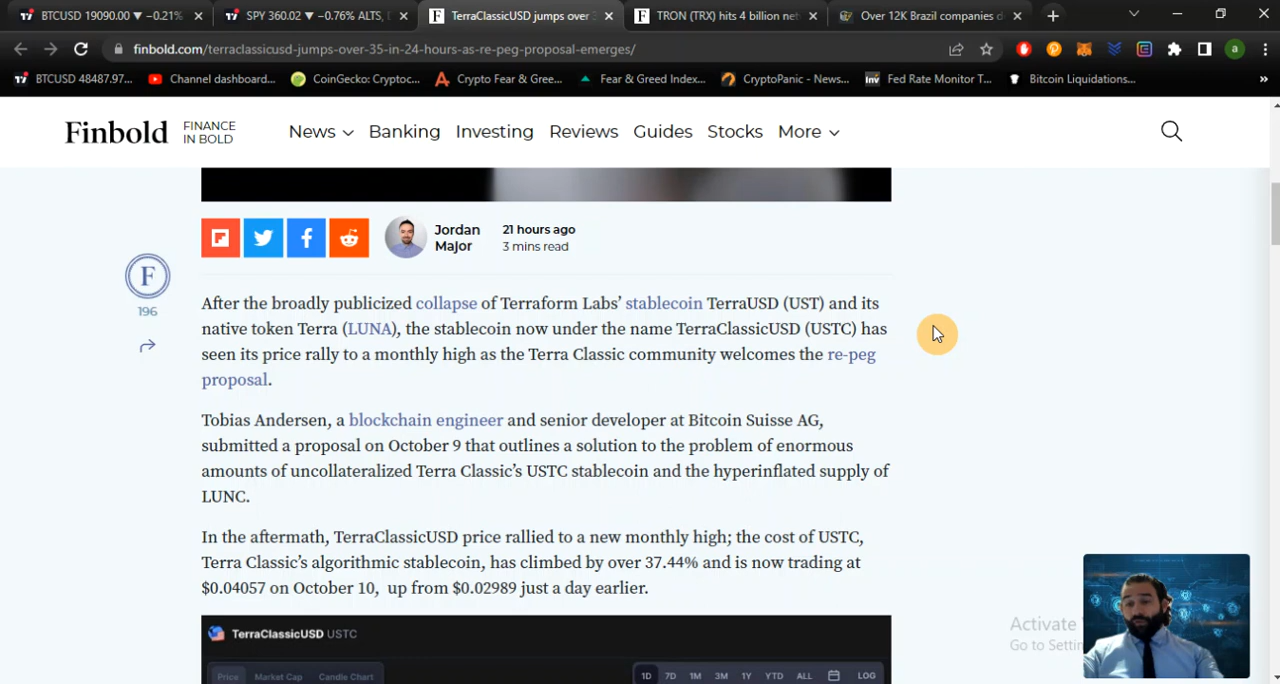 BTCUSD 19090.00 ▼ −0.21%
SPY 360.02 ▼ −0.76% ALTS,
TerraClassicUSD jumps over 3
TRON (TRX) hits 4 billion net
Over 12K Brazil companies d
finbold.com/terraclassicusd-jumps-over-35-in-24-hours-as-re-peg-proposal-emerges/
a
BTCUSD 48487.97...
Channel dashboard...
CoinGecko: Cryptoc...
Crypto Fear & Gree...
Fear & Greed Index...
CryptoPanic - News...
Fed Rate Monitor T...
Bitcoin Liquidations...
»
Finbold
FINANCE
IN BOLD
News
Banking
Investing
Reviews
Guides
Stocks
More
Jordan
Major
21 hours ago
3 mins read
F
196
After the broadly publicized collapse of Terraform Labs’ stablecoin TerraUSD (UST) and its
native token Terra (LUNA), the stablecoin now under the name TerraClassicUSD (USTC) has
seen its price rally to a monthly high as the Terra Classic community welcomes the re-peg
proposal.
Tobias Andersen, a blockchain engineer and senior developer at Bitcoin Suisse AG,
submitted a proposal on October 9 that outlines a solution to the problem of enormous
amounts of uncollateralized Terra Classic’s USTC stablecoin and the hyperinflated supply of
LUNC.
In the aftermath, TerraClassicUSD price rallied to a new monthly high; the cost of USTC,
Terra Classic’s algorithmic stablecoin, has climbed by over 37.44% and is now trading at
$0.04057 on October 10, up from $0.02989 just a day earlier.
TerraClassicUSD USTC
Price
Market Cap
Candle Chart
1D
7D
1M
3M
1Y
YTD
ALL
LOG
Activate
Go to Settin